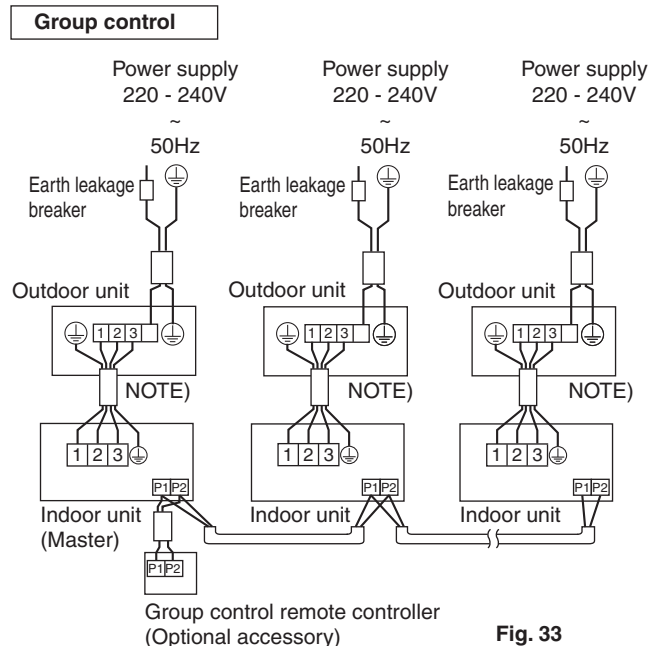 Group control
Power supply
220 - 240V
~
50Hz
Power supply
220 - 240V
~
50Hz
Power supply
220 - 240V
~
50Hz
Earth leakage
breaker
Earth leakage
breaker
Earth leakage
breaker
Outdoor unit
Outdoor unit
Outdoor unit
1 2 3
1 2 3
1 2 3
NOTE)
NOTE)
NOTE)
1 2 3
1 2 3
1 2 3
P1 P2
P1 P2
P1 P2
Indoor unit
(Master)
Indoor unit
Indoor unit
P1 P2
Group control remote controller
(Optional accessory)
Fig. 33